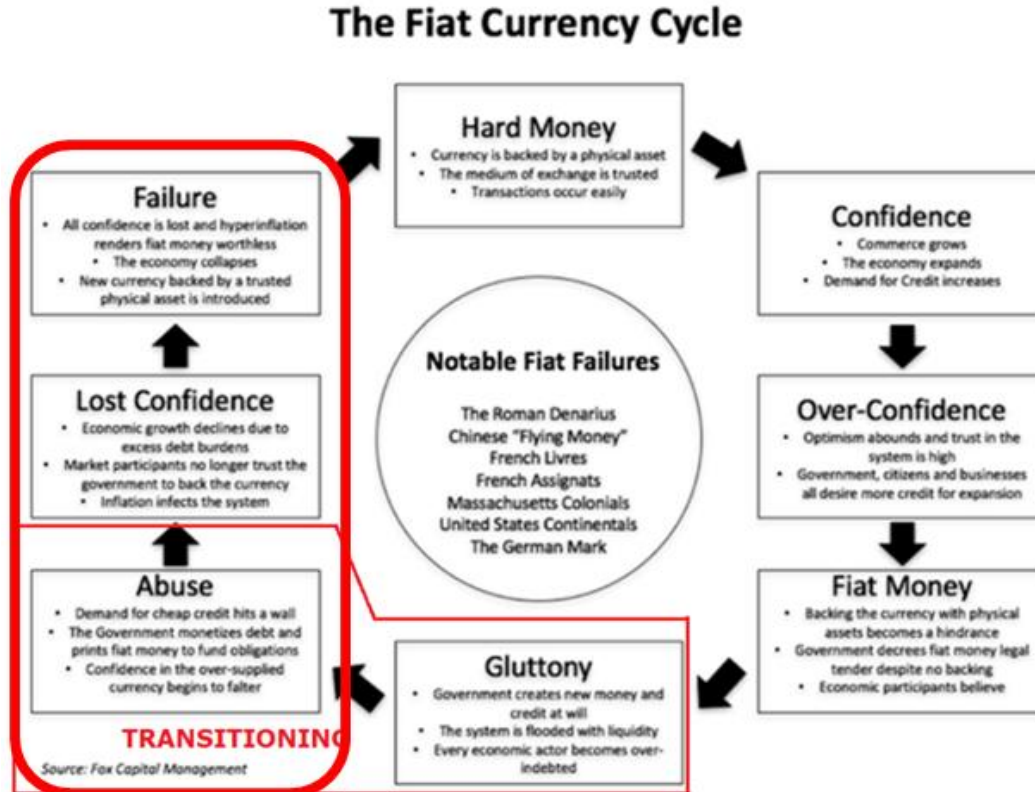 The Fiat Currency Cycle
Hard Money
• Currency is backed by a physical asset
• The medium of exchange is trusted
• Transactions occur easily
Confidence
• Commerce grows
• The economy expands
• Demand for Credit increases
Over-Confidence
• Optimism abounds and trust in the
system is high
• Government, citizens and businesses
all desire more credit for expansion
Fiat Money
• Backing the currency with physical
assets becomes a hindrance
• Government decrees fiat money legal
tender despite no backing
• Economic participants believe
Gluttony
• Government creates new money and
credit at will
• The system is flooded with liquidity
• Every economic actor becomes over-
indebted
Abuse
• Demand for cheap credit hits a wall
• The Government monetizes debt and
prints fiat money to fund obligations
• Confidence in the over-supplied
currency begins to falter
Lost Confidence
• Economic growth declines due to
excess debt burdens
• Market participants no longer trust the
government to back the currency
• Inflation infects the system
Failure
• All confidence is lost and hyperinflation
renders fiat money worthless
• The economy collapses
• New currency backed by a trusted
physical asset is introduced
Notable Fiat Failures
The Roman Denarius
Chinese "Flying Money"
French Livres
French Assignats
Massachusetts Colonials
United States Continentals
The German Mark
TRANSITIONING
Source: Fox Capital Management